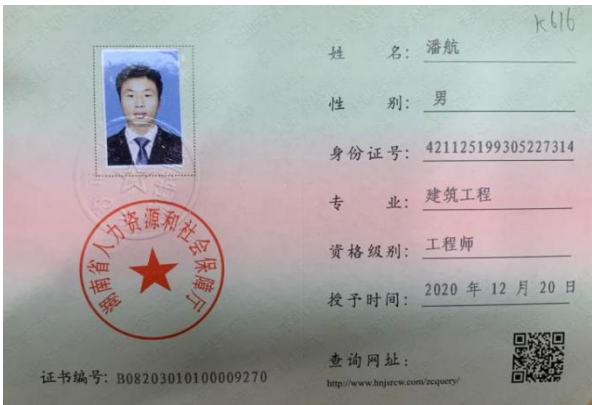 K616
姓 名: 潘航
性 别: 男
身份证号: 421125199305227314
专 业: 建筑工程
资格级别: 工程师
授予时间: 2020 年 12 月 20 日
查询网址:
http://www.hnjsrcw.com/zcquery/
湖南省人力资源和社会保障厅
证书编号: B08203010100009270